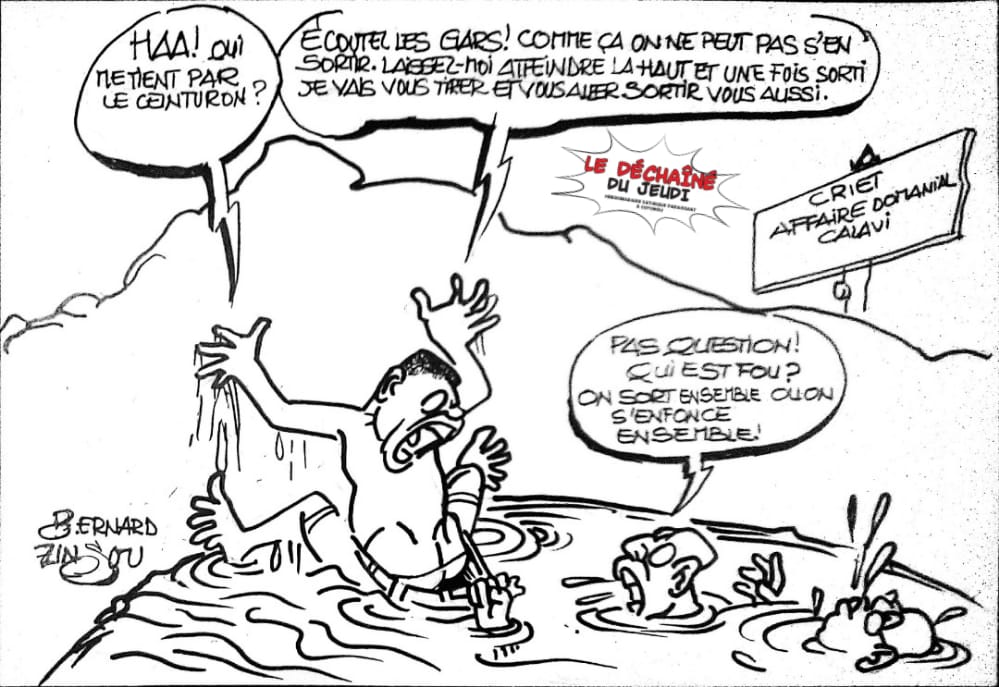 HAA! QUI
ME TIENT PAR
LE CEINTURON?
ÉCOUTEZ LES GARS! COMME ÇA ON NE PEUT PAS S'EN
SORTIR. LAISSEZ-MOI ATTEINDRE LA HAUT ET UNE FOIS SORTI
JE VAIS VOUS TIRER ET VOUS ALLER SORTIR VOUS AUSSI.
LE DÉCHAÎNÉ
DU JEUDI
CRIET
AFFAIRE DOMANIAL
CALAVI
PAS QUESTION!
QUI EST FOU?
ON SORT ENSEMBLE OU ON
S'ENFONCE
ENSEMBLE!
BERNARD
ZINSOU